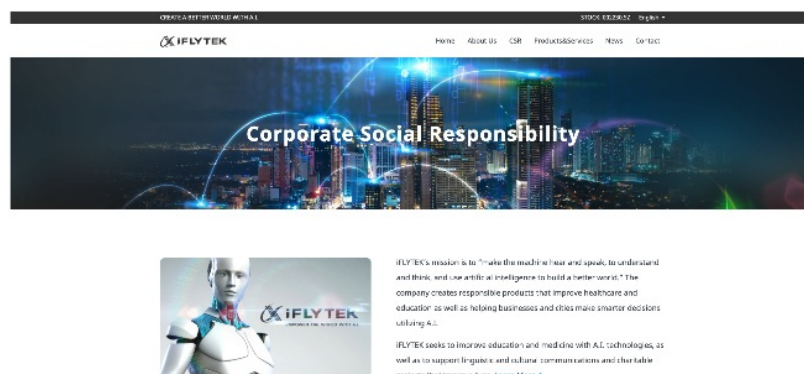 CREATE A BETTER WORLD WITH A.I.
STOCK: 002230.SZ English
iFLYTEK
Home About Us CSR Products&Services News Contact
Corporate Social Responsibility
iFLYTEK's mission is to "make the machine hear and speak, to understand
and think, and use artificial intelligence to build a better world." The
company creates responsible products that improve healthcare and
education as well as helping businesses and cities make smarter decisions
utilizing A.I.
iFLYTEK
EMPOWER THE WORLD WITH A.I.
iFLYTEK seeks to improve education and medicine with A.I. technologies, as
well as to support linguistic and cultural communications and charitable